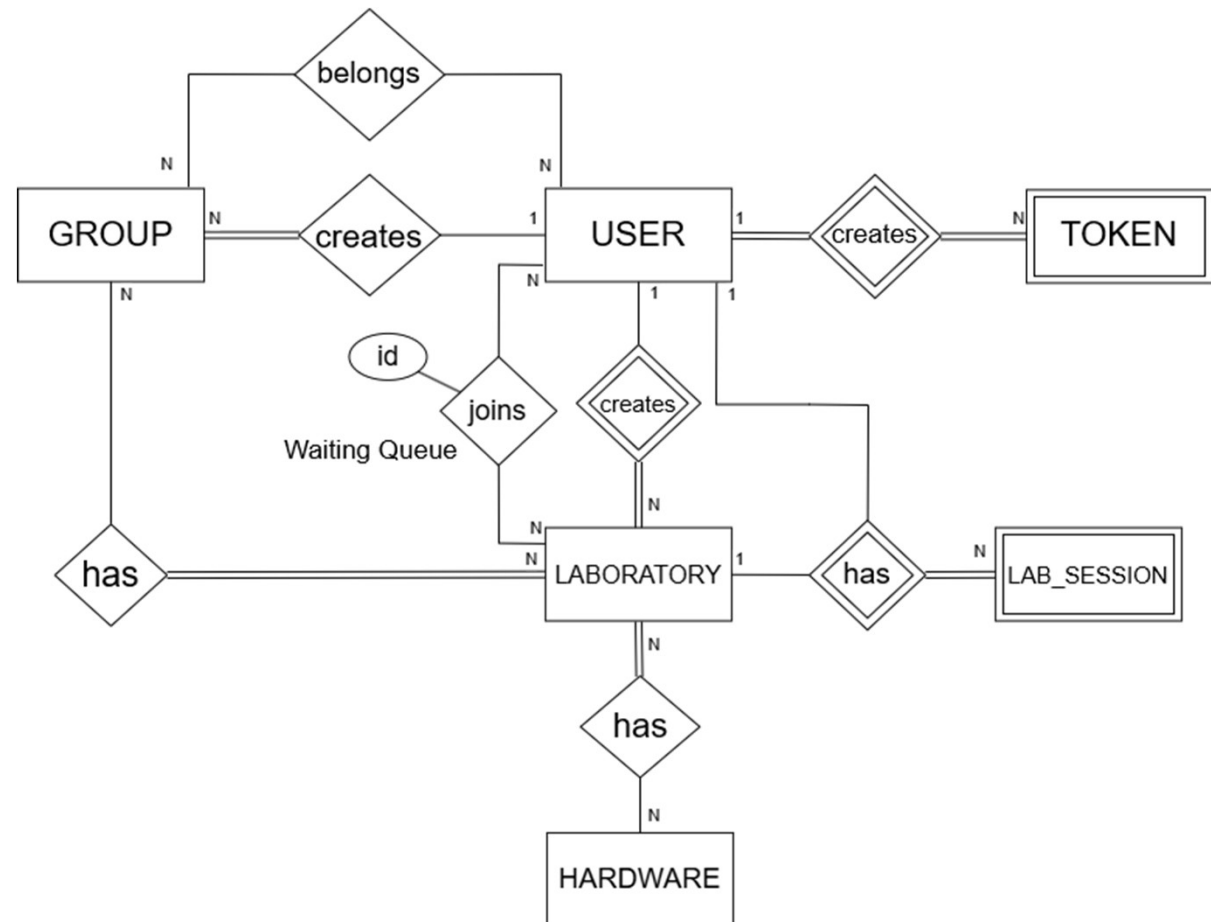 belongs
N
N
GROUP
N
creates
1
USER
1
creates
N
TOKEN
N
N
1
1
id
joins
creates
Waiting Queue
N
N
N
has
N
LABORATORY
1
has
N
LAB_SESSION
N
has
N
HARDWARE